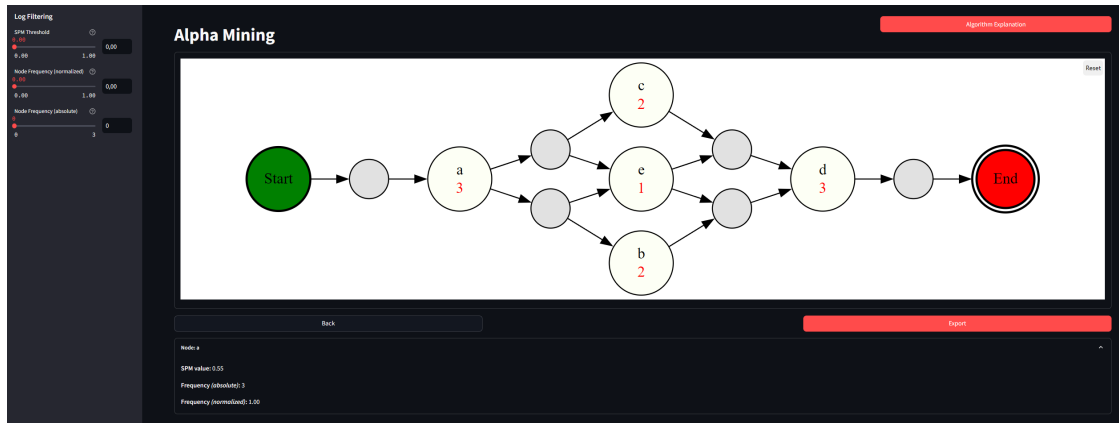 Log Filtering
SPM Threshold
0.00
0.00 1.00
0,00
Node Frequency (normalized)
0.00
0.00 1.00
0,00
Node Frequency (absolute)
0
0 3
0
Algorithm Explanation
Alpha Mining
Reset
c
2
Start
a
3
e
1
d
3
End
b
2
Back
Export
Node: a
SPM value: 0.55
Frequency (absolute): 3
Frequency (normalized): 1.00